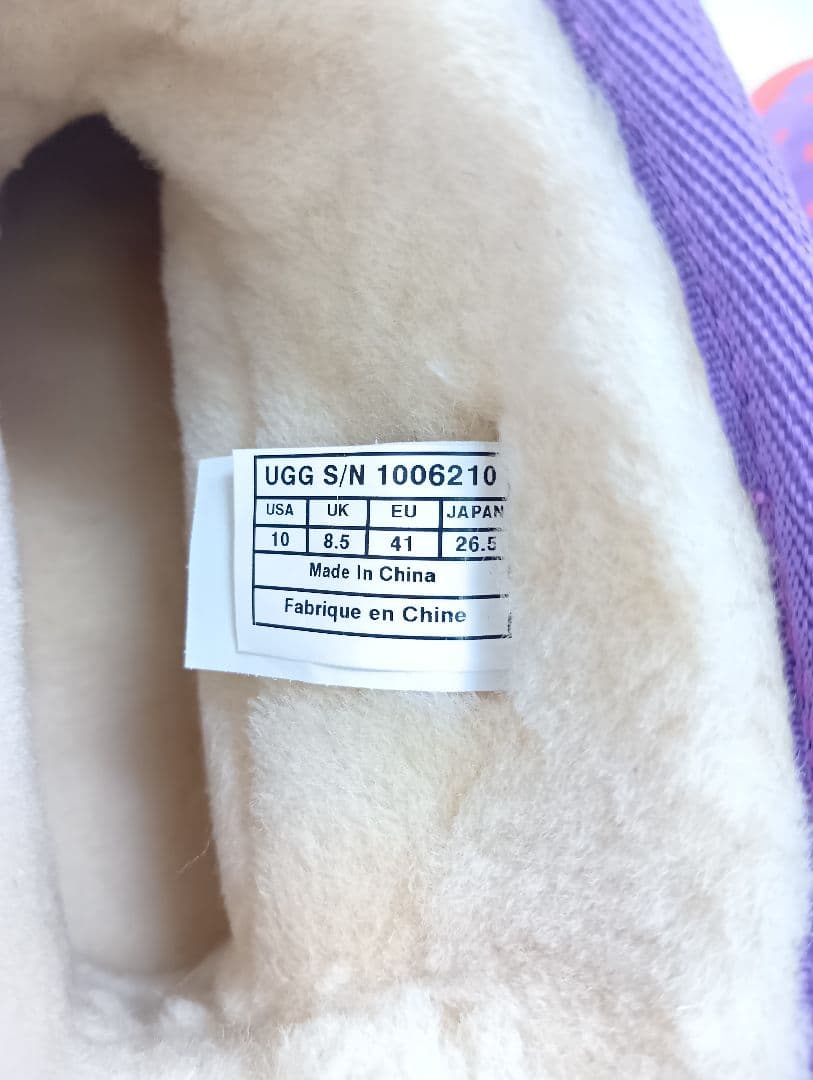 UGG S/N 1006210
USA UK EU JAPAN
10 8.5 41 26.5
Made In China
Fabrique en Chine